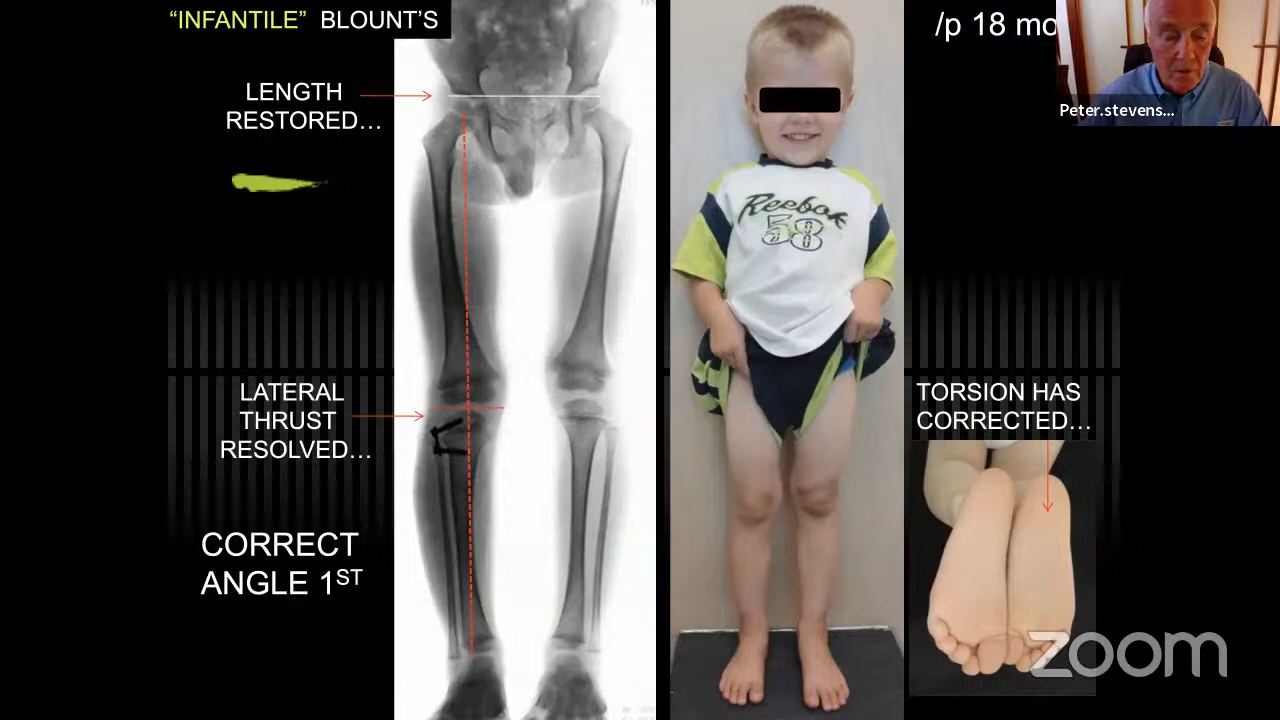 “INFANTILE” BLOUNT’S
/p 18 mo
Peter.stevens...
LENGTH
RESTORED…
Reebok
58
LATERAL
THRUST
RESOLVED…
TORSION HAS
CORRECTED…
CORRECT
ANGLE 1ST
zoom